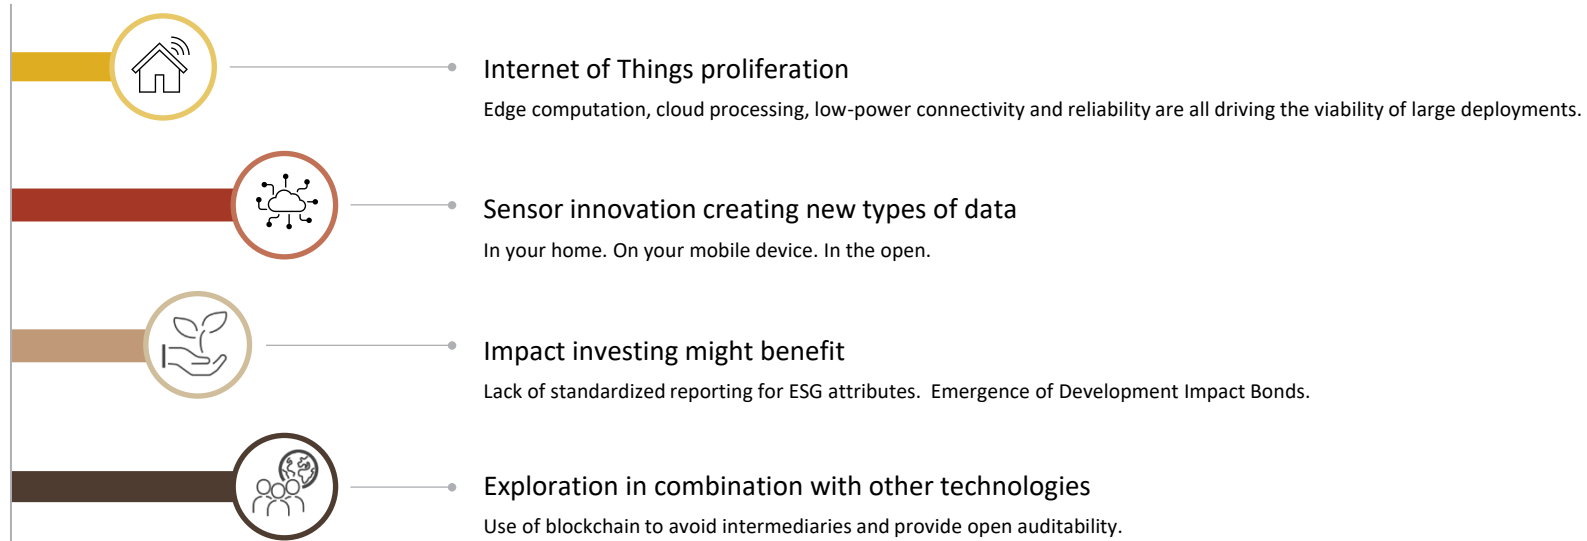 Internet of Things proliferation
Edge computation, cloud processing, low-power connectivity and reliability are all driving the viability of large deployments.
Sensor innovation creating new types of data
In your home. On your mobile device. In the open.
Impact investing might benefit
Lack of standardized reporting for ESG attributes.  Emergence of Development Impact Bonds.
Exploration in combination with other technologies
Use of blockchain to avoid intermediaries and provide open auditability.